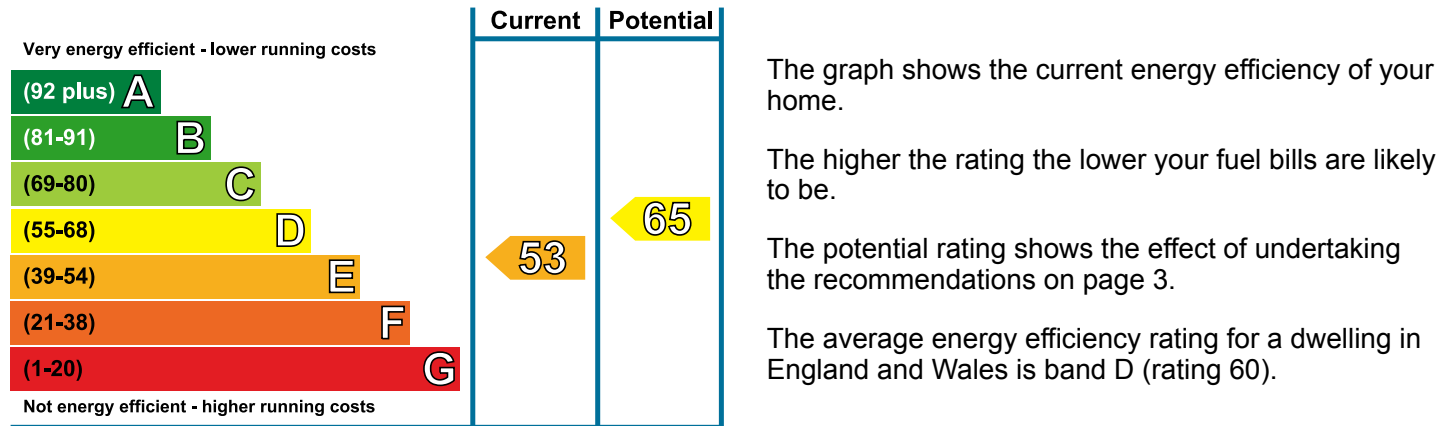 Current Potential
Very energy efficient - lower running costs
(92 plus) A
(81-91) B
(69-80) C
(55-68) D
(39-54) E
(21-38) F
(1-20) G
Not energy efficient - higher running costs
53
65
The graph shows the current energy efficiency of your
home.
The higher the rating the lower your fuel bills are likely
to be.
The potential rating shows the effect of undertaking
the recommendations on page 3.
The average energy efficiency rating for a dwelling in
England and Wales is band D (rating 60).